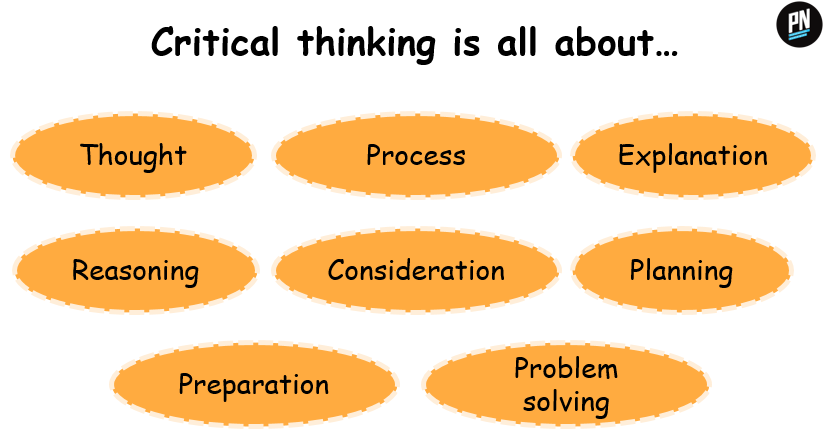 PN
Critical thinking is all about…
Thought
Process
Explanation
Reasoning
Consideration
Planning
Preparation
Problem
solving